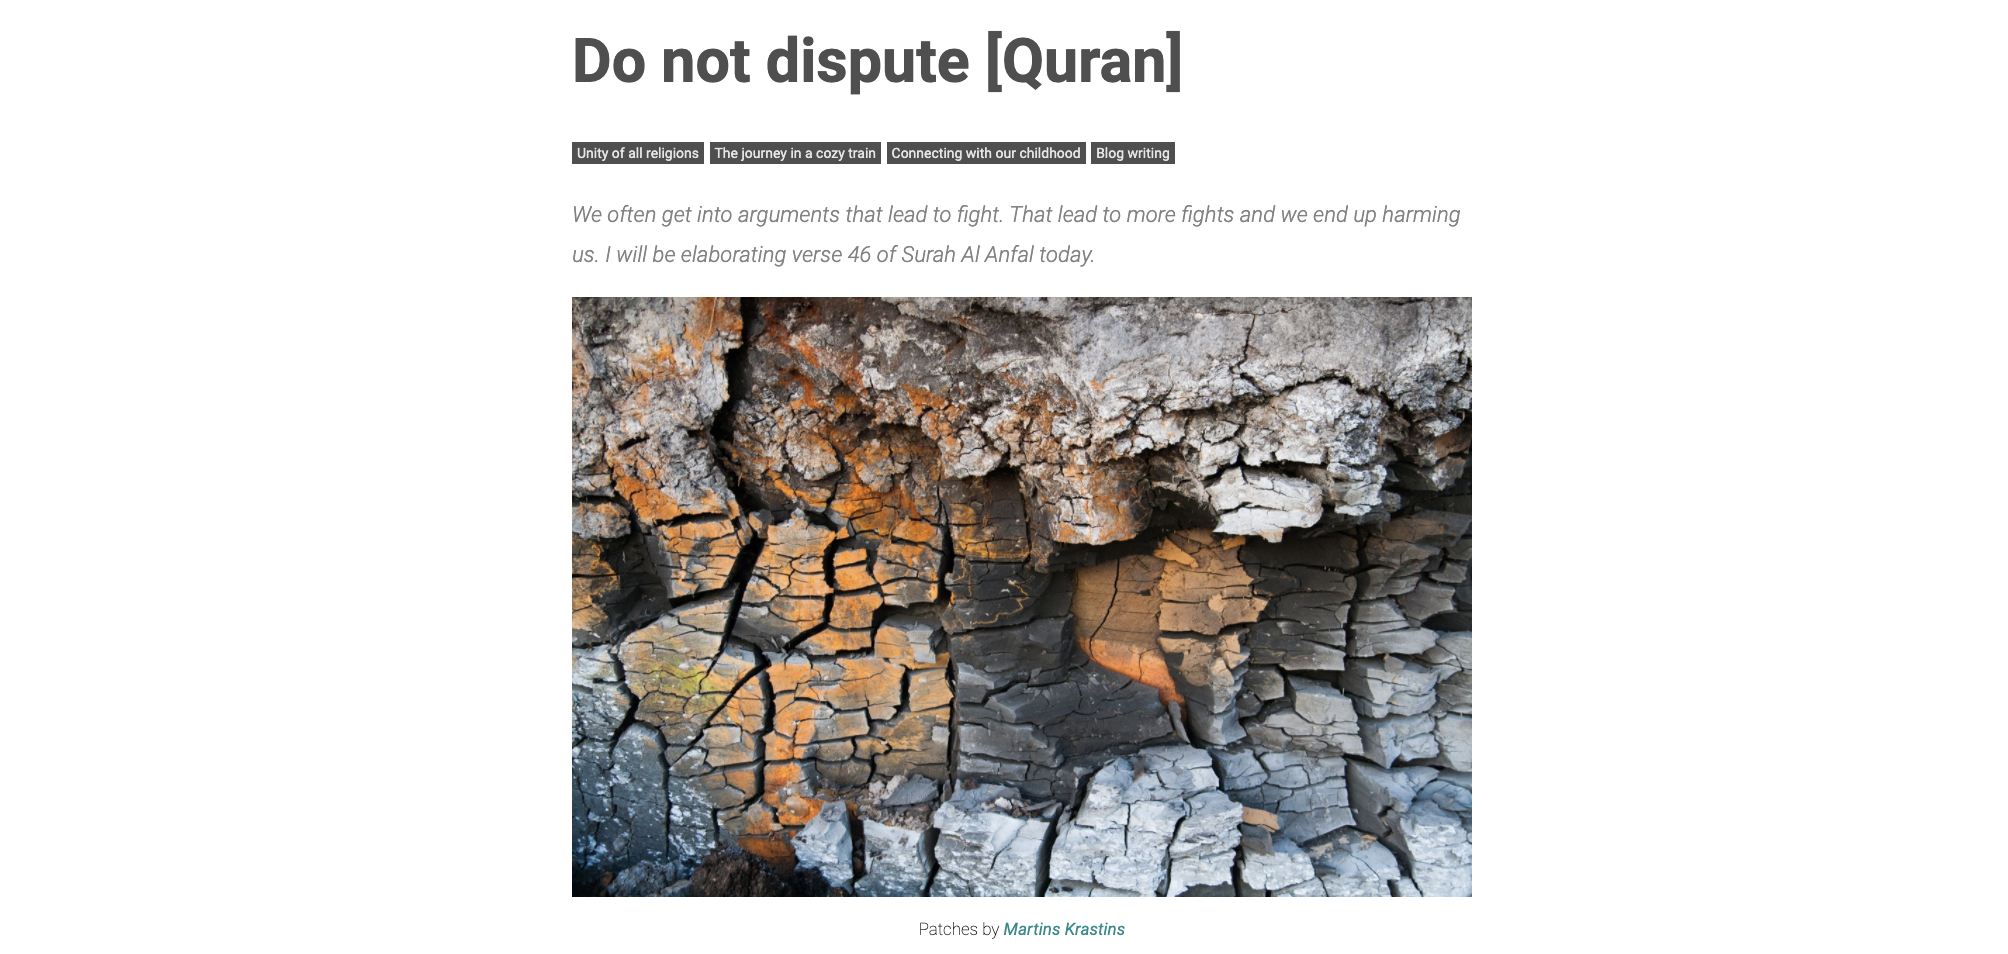 Do not dispute [Quran]
Unity of all religions The journey in a cozy train Connecting with our childhood Blog writing
We often get into arguments that lead to fight. That lead to more fights and we end up harming
us. I will be elaborating verse 46 of Surah Al Anfal today.
Patches by Martins Krastins